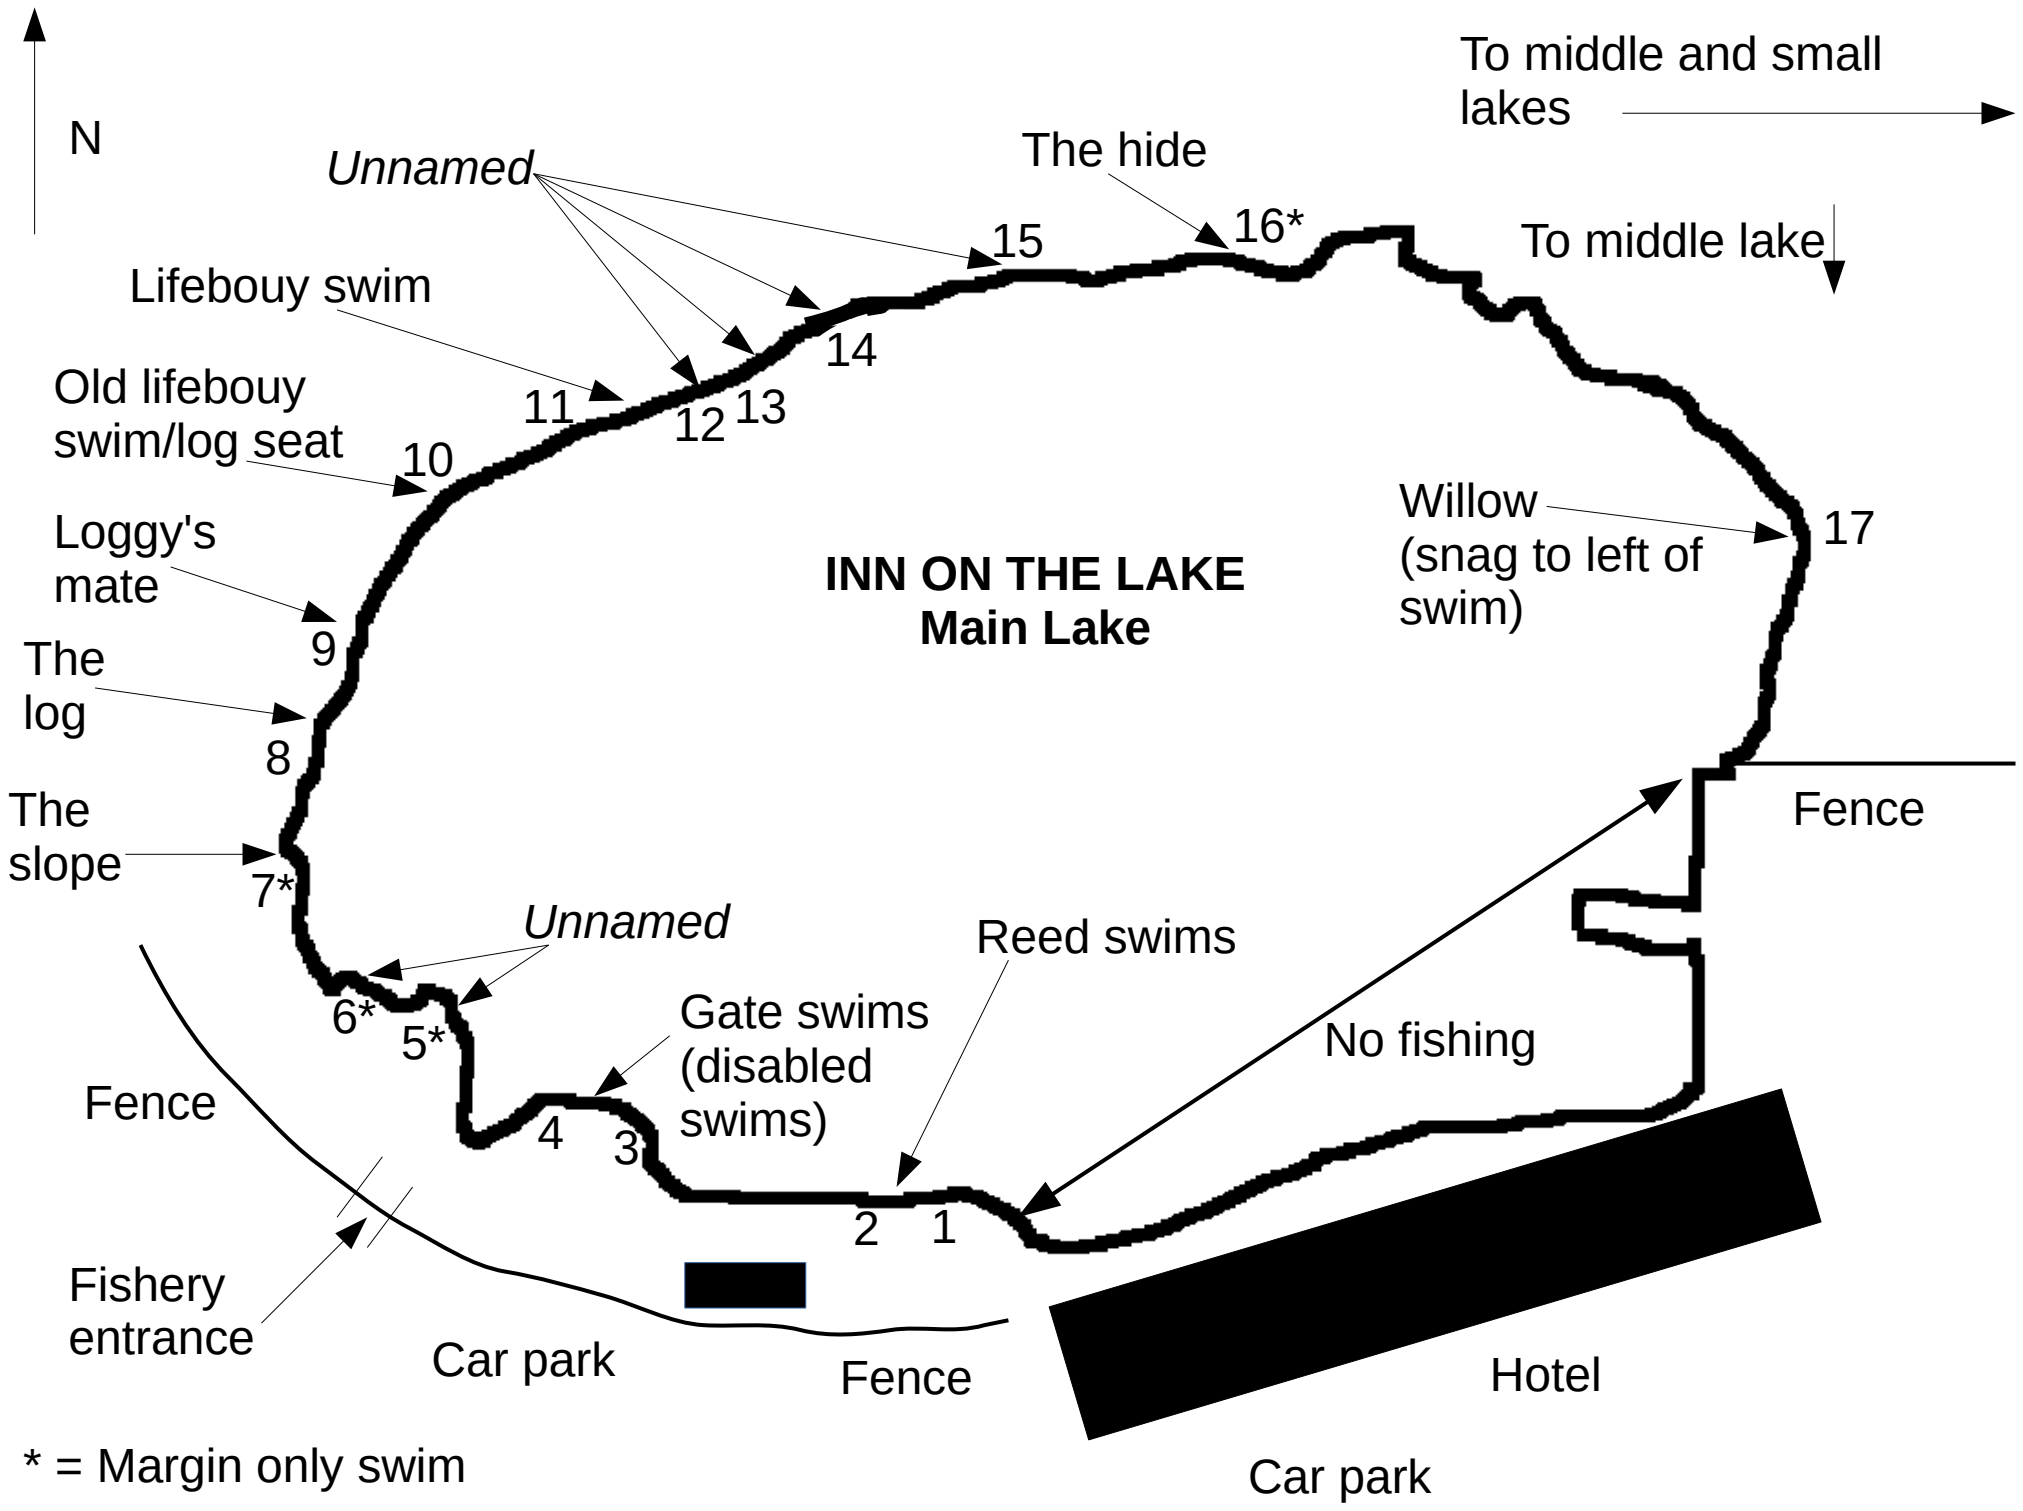 To middle and small
lakes
N
The hide
Unnamed
16*
15
To middle lake
Lifebouy swim
14
Old lifebouy
swim/log seat
11
12
13
10
Willow
(snag to left of
swim)
17
Loggy's
mate
INN ON THE LAKE
Main Lake
9
The
log
8
Fence
The
slope
7*
Unnamed
Reed swims
6*
5*
Gate swims
(disabled
swims)
No fishing
Fence
4
3
2
1
Fishery
entrance
Car park
Fence
Hotel
* = Margin only swim
Car park